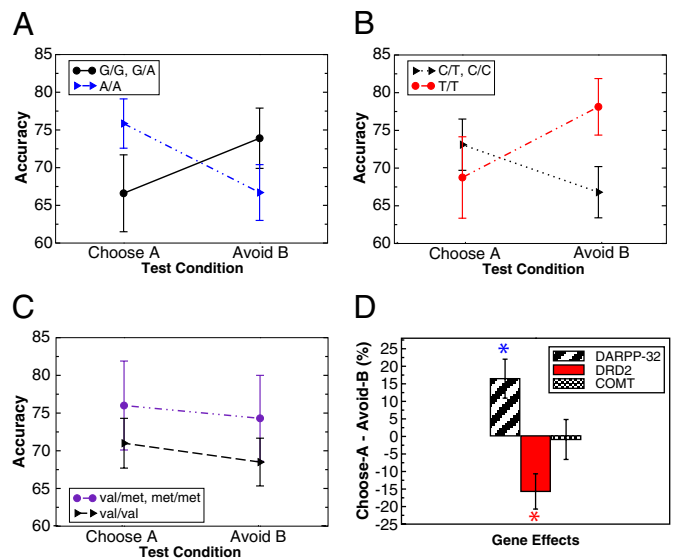 A
85
80
75
70
65
60
Accuracy
G/G, G/A
A/A
Choose A
Avoid B
Test Condition
B
85
80
75
70
65
60
Accuracy
C/T, C/C
T/T
Choose A
Avoid B
Test Condition
C
85
80
75
70
65
60
Accuracy
val/met, met/met
val/val
Choose A
Avoid B
Test Condition
D
25
20
15
10
5
0
-5
-10
-15
-20
-25
Choose-A - Avoid-B (%)
*
*
DARPP-32
DRD2
COMT
Gene Effects